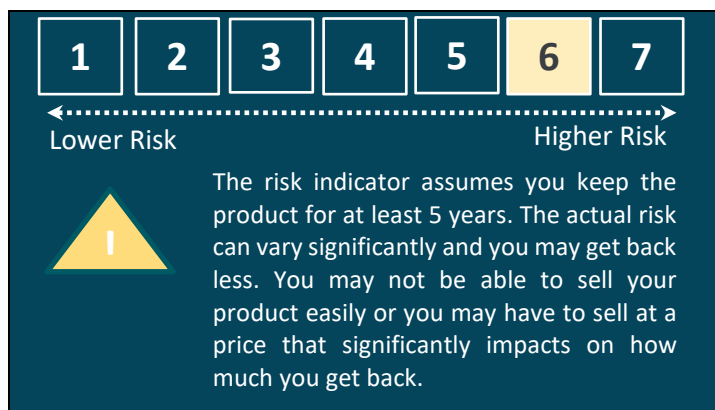 1 2 3 4 5 6 7
Lower Risk Higher Risk
The risk indicator assumes you keep the
product for at least 5 years. The actual risk
can vary significantly and you may get back
less. You may not be able to sell your
product easily or you may have to sell at a
price that significantly impacts on how
much you get back.
!